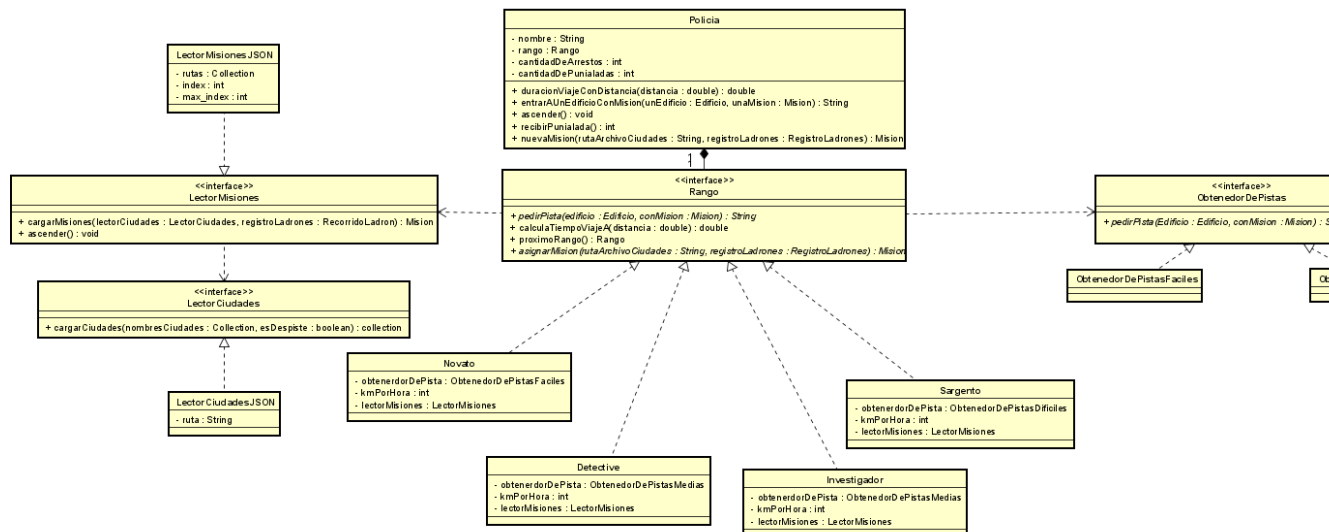 Policia
- nombre : String
- rango : Rango
- cantidadDeArrestos : int
- cantidadDePunialadas : int
+ duracionViajeConDistancia(distancia : double) : double
+ entrarAUnEdificioConMision(unEdificio : Edificio, unaMision : Mision) : String
+ ascender() : void
+ recibirPunialada() : int
+ nuevaMision(rutaArchivoCiudades : String, registroLadrones : RegistroLadrones) : Mision
LectorMisionesJSON
- rutas : Collection
- index : int
- max_index : int
1
<<interface>>
LectorMisiones
+ cargarMisiones(lectorCiudades : LectorCiudades, registroLadrones : RecorridoLadron) : Mision
+ ascender() : void
<<interface>>
Rango
+ pedirPista(edificio : Edificio, conMision : Mision) : String
+ calculaTiempoViajeA(distancia : double) : double
+ proximoRango() : Rango
+ asignarMision(rutaArchivoCiudades : String, registroLadrones : RegistroLadrones) : Mision
<<interface>>
ObtenedorDePistas
+ pedirPista(Edificio : Edificio, conMision : Mision) : S
ObtenedorDePistasFaciles
<<interface>>
LectorCiudades
+ cargarCiudades(nombresCiudades : Collection, esDespiste : boolean) : collection
LectorCiudadesJSON
- ruta : String
Novato
- obtenerdorDePista : ObtenedorDePistasFaciles
- kmPorHora : int
- lectorMisiones : LectorMisiones
Sargento
- obtenerdorDePista : ObtenedorDePistasDificiles
- kmPorHora : int
- lectorMisiones : LectorMisiones
Detective
- obtenerdorDePista : ObtenedorDePistasMedias
- kmPorHora : int
- lectorMisiones : LectorMisiones
Investigador
- obtenerdorDePista : ObtenedorDePistasMedias
- kmPorHora : int
- lectorMisiones : LectorMisiones